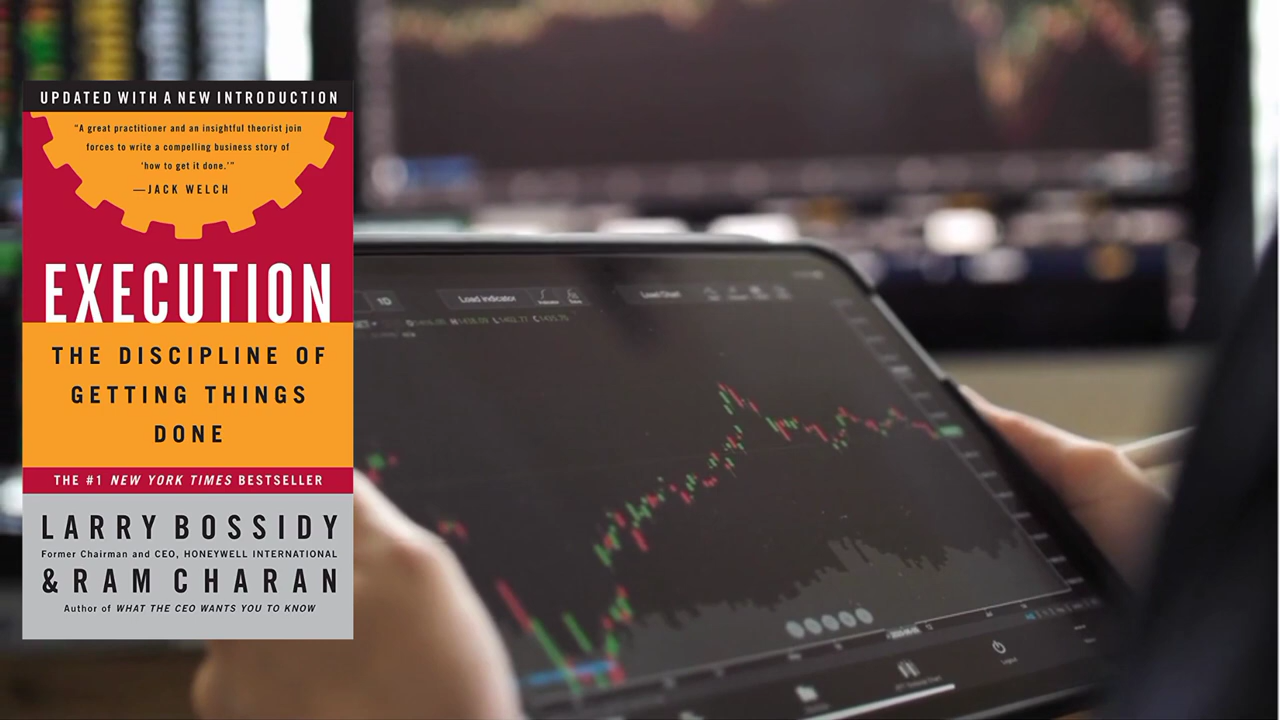 UPDATED WITH A NEW INTRODUCTION
"A great practitioner and an insightful theorist join
forces to write a compelling business story of
'how to get it done.'"
—JACK WELCH
EXECUTION
THE DISCIPLINE OF
GETTING THINGS
DONE
THE #1 NEW YORK TIMES BESTSELLER
LARRY BOSSIDY
Former Chairman and CEO, HONEYWELL INTERNATIONAL
& RAM CHARAN
Author of WHAT THE CEO WANTS YOU TO KNOW
1D
Load indicator
Load Chart